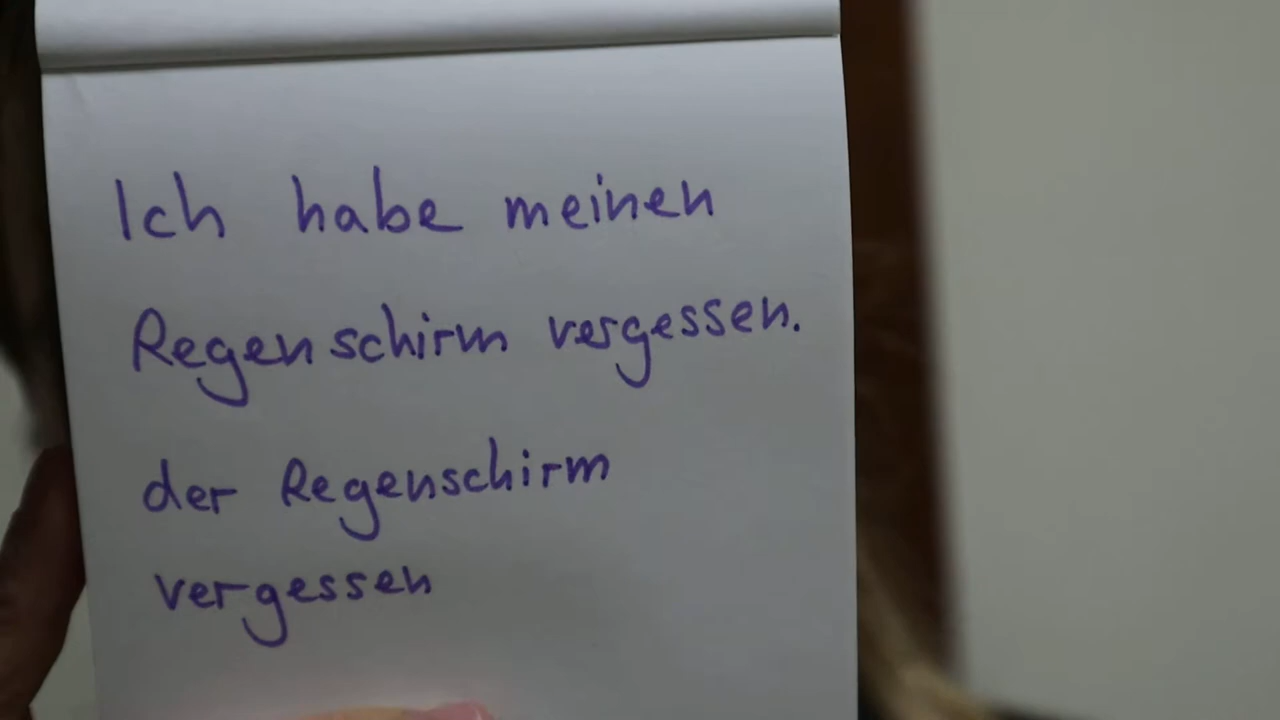 Ich habe meinen
Regenschirm vergessen.
der Regenschirm
vergessen